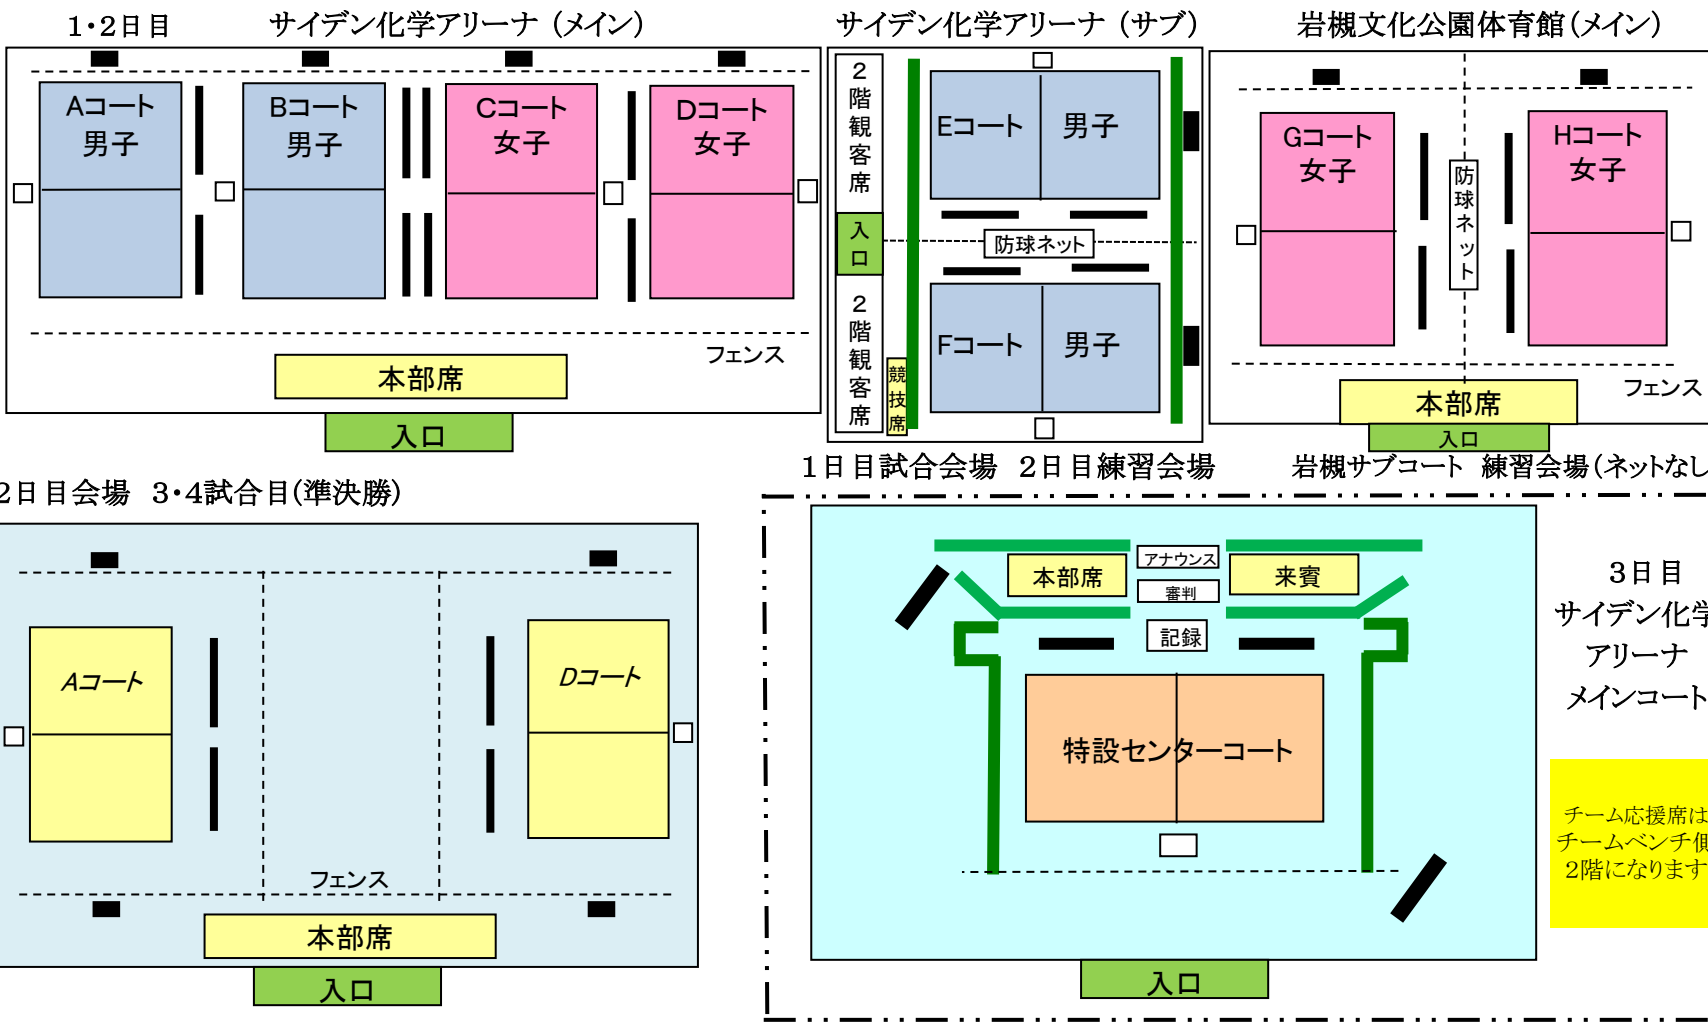 1・2日目
サイデン化学アリーナ (メイン)
サイデン化学アリーナ (サブ)
岩槻文化公園体育館(メイン)
Aコート
男子
Bコート
男子
Cコート
女子
Dコート
女子
フェンス
本部席
入口
2階観客席
入口
2階観客席
競技席
Eコート
男子
防球ネット
Fコート
男子
Gコート
女子
防球ネット
Hコート
女子
フェンス
本部席
入口
1日目試合会場 2日目練習会場
岩槻サブコート 練習会場(ネットなし
2日目会場 3・4試合目(準決勝)
Aコート
Dコート
フェンス
本部席
入口
アナウンス
本部席
来賓
審判
記録
特設センターコート
入口
3日目
サイデン化学
アリーナ
メインコート
チーム応援席は
チームベンチ側
2階になります